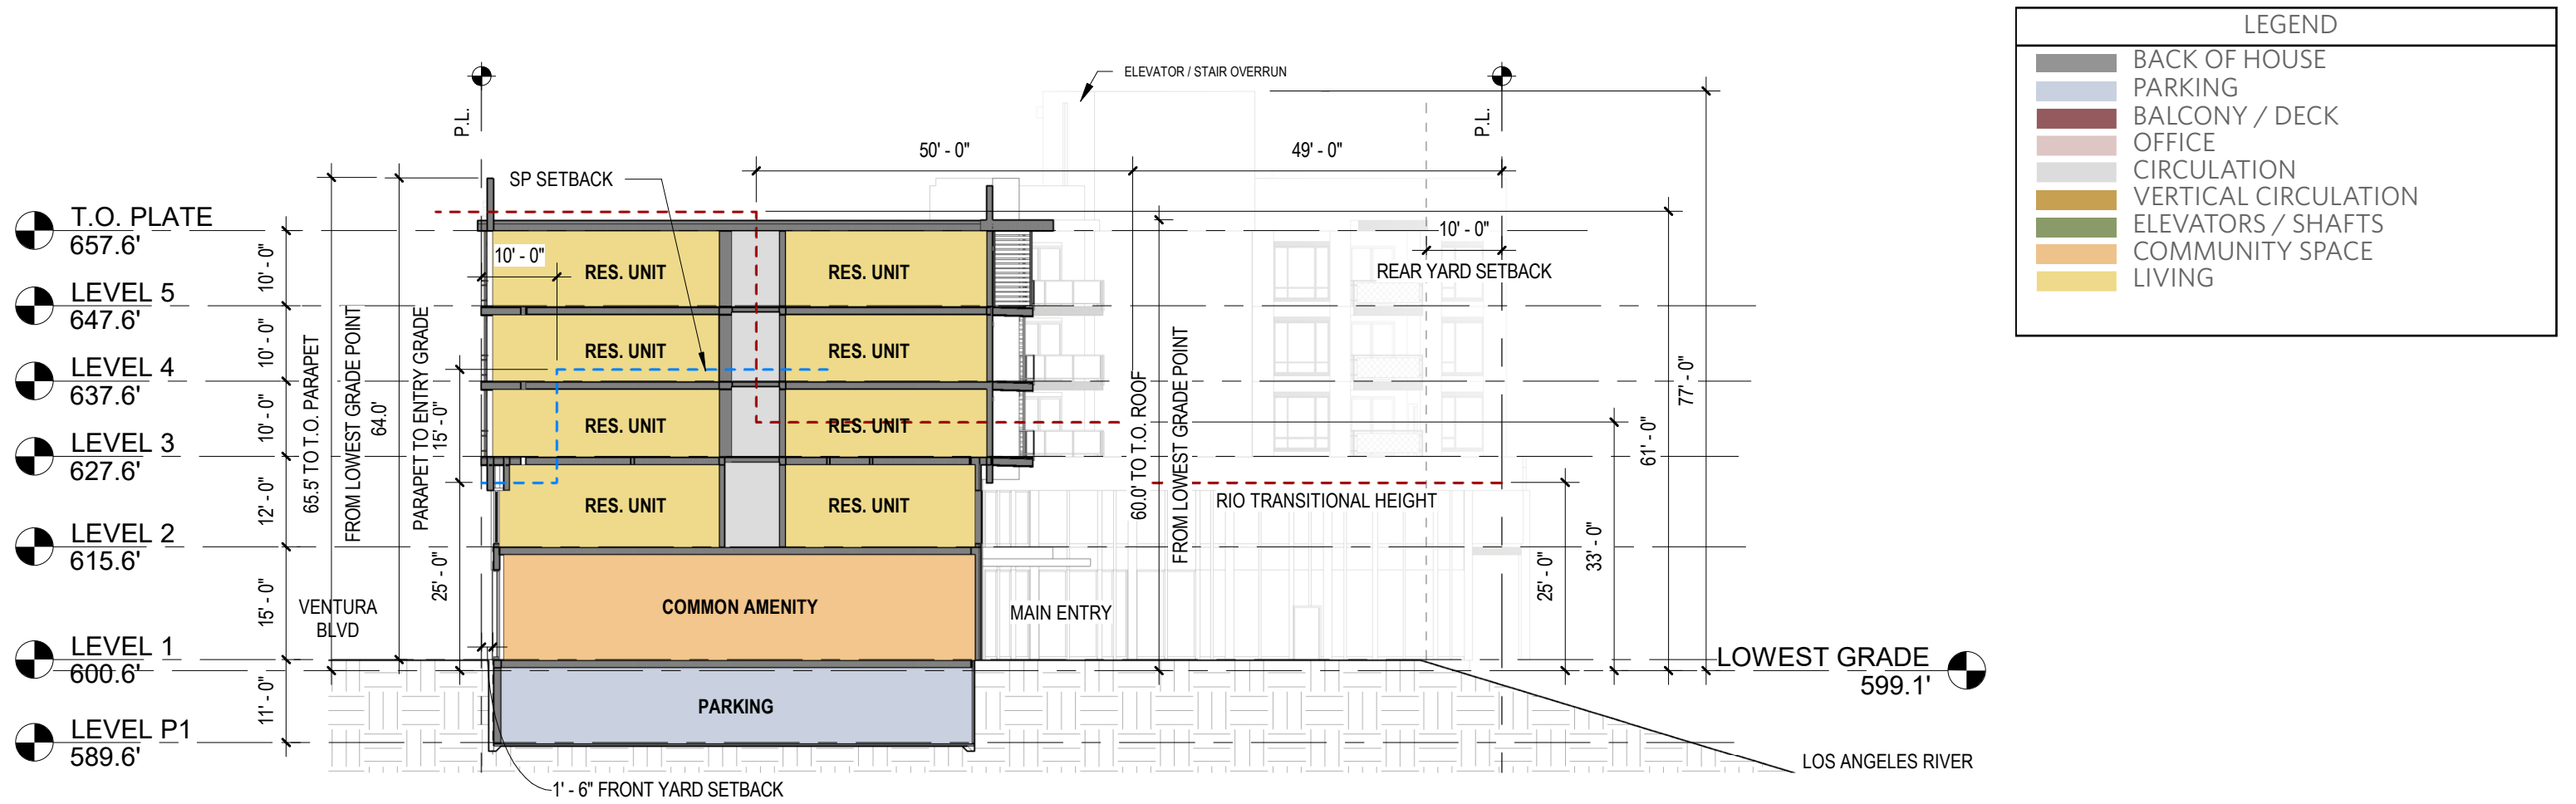 LEGEND
BACK OF HOUSE
PARKING
BALCONY / DECK
OFFICE
CIRCULATION
VERTICAL CIRCULATION
ELEVATORS / SHAFTS
COMMUNITY SPACE
LIVING
ELEVATOR / STAIR OVERRUN
P.L.
P.L.
50' - 0"
49' - 0"
SP SETBACK
T.O. PLATE
657.6'
10' - 0"
10' - 0"
REAR YARD SETBACK
10' - 0"
RES. UNIT
RES. UNIT
LEVEL 5
647.6'
10' - 0"
RES. UNIT
RES. UNIT
LEVEL 4
637.6'
10' - 0"
RES. UNIT
RES. UNIT
LEVEL 3
627.6'
12' - 0"
RES. UNIT
RES. UNIT
LEVEL 2
615.6'
15' - 0"
COMMON AMENITY
LEVEL 1
600.6'
11' - 0"
PARKING
LEVEL P1
589.6'
65.5' TO T.O. PARAPET
FROM LOWEST GRADE POINT
64.0'
PARAPET TO ENTRY GRADE
15' - 0"
25' - 0"
VENTURA
BLVD
MAIN ENTRY
60.0' TO T.O. ROOF
FROM LOWEST GRADE POINT
RIO TRANSITIONAL HEIGHT
25' - 0"
33' - 0"
61' - 0"
77' - 0"
LOWEST GRADE
599.1'
LOS ANGELES RIVER
1' - 6" FRONT YARD SETBACK